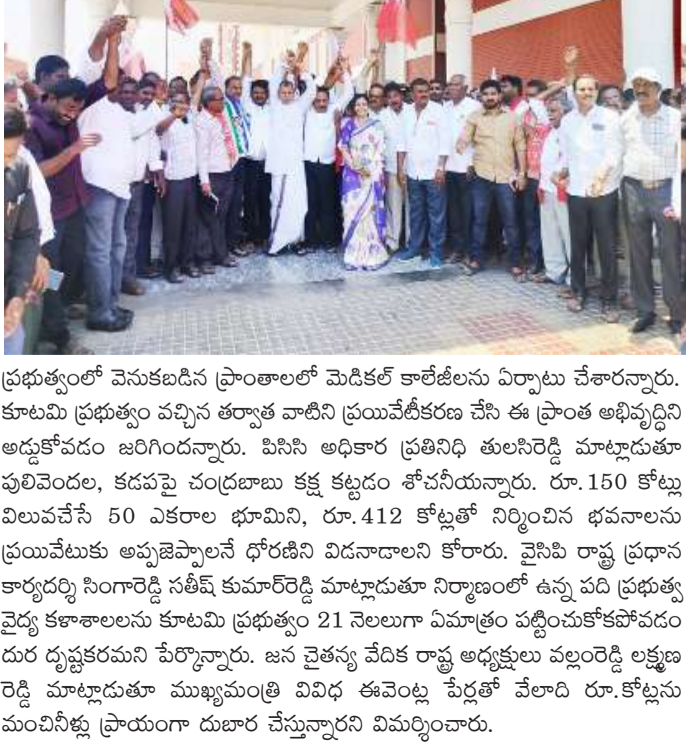 ప్రభుత్వంలో వెనుకబడిన ప్రాంతాలలో మెడికల్ కాలేజీలను ఏర్పాటు చేశారన్నారు.
కూటమి ప్రభుత్వం వచ్చిన తర్వాత వాటిని ప్రయివేటీకరణ చేసి ఈ ప్రాంత అభివృద్ధిని
అడ్డుకోవడం జరిగిందన్నారు. పిసిసి అధికార ప్రతినిధి తులసిరెడ్డి మాట్లాడుతూ
పులివెందల, కడపపై చంద్రబాబు కక్ష కట్టడం శోచనీయన్నారు. రూ.150 కోట్లు
విలువచేసే 50 ఎకరాల భూమిని, రూ.412 కోట్లతో నిర్మించిన భవనాలను
ప్రయివేటుకు అప్పజెప్పాలనే ధోరణిని విడనాడాలని కోరారు. వైసిపి రాష్ట్ర ప్రధాన
కార్యదర్శి సింగారెడ్డి సతీష్ కుమార్‌రెడ్డి మాట్లాడుతూ నిర్మాణంలో ఉన్న పది ప్రభుత్వ
వైద్య కళాశాలలను కూటమి ప్రభుత్వం 21 నెలలుగా ఏమాత్రం పట్టించుకోకపోవడం
దుర దృష్టకరమని పేర్కొన్నారు. జన చైతన్య వేదిక రాష్ట్ర అధ్యక్షులు వల్లంరెడ్డి లక్ష్మణ
రెడ్డి మాట్లాడుతూ ముఖ్యమంత్రి వివిధ ఈవెంట్ల పేర్లతో వేలాది రూ.కోట్లను
మంచినీళ్లు ప్రాయంగా దుబార చేస్తున్నారని విమర్శించారు.